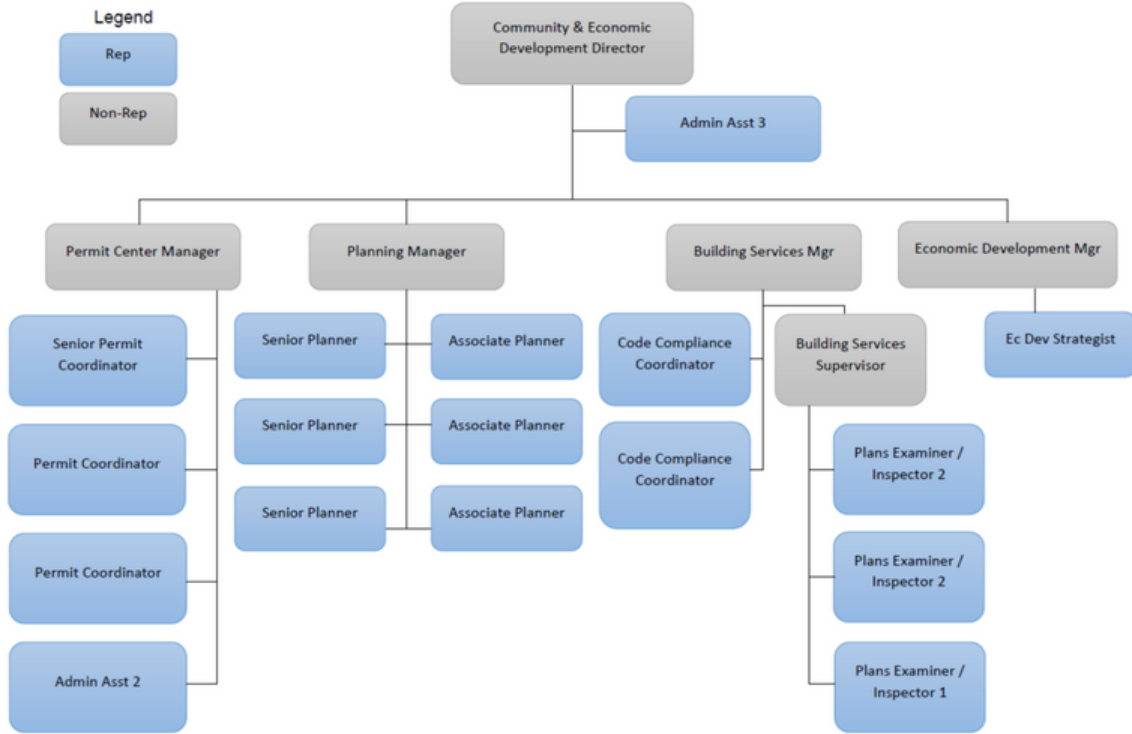 Legend
Rep
Non-Rep
Community & Economic
Development Director
Admin Asst 3
Permit Center Manager
Planning Manager
Building Services Mgr
Economic Development Mgr
Senior Permit
Coordinator
Permit Coordinator
Permit Coordinator
Admin Asst 2
Senior Planner
Associate Planner
Senior Planner
Associate Planner
Senior Planner
Associate Planner
Code Compliance
Coordinator
Code Compliance
Coordinator
Building Services
Supervisor
Plans Examiner /
Inspector 2
Plans Examiner /
Inspector 2
Plans Examiner /
Inspector 1
Ec Dev Strategist